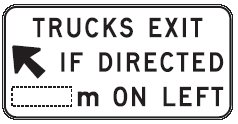 TRUCKS EXIT
IF DIRECTED
m ON LEFT